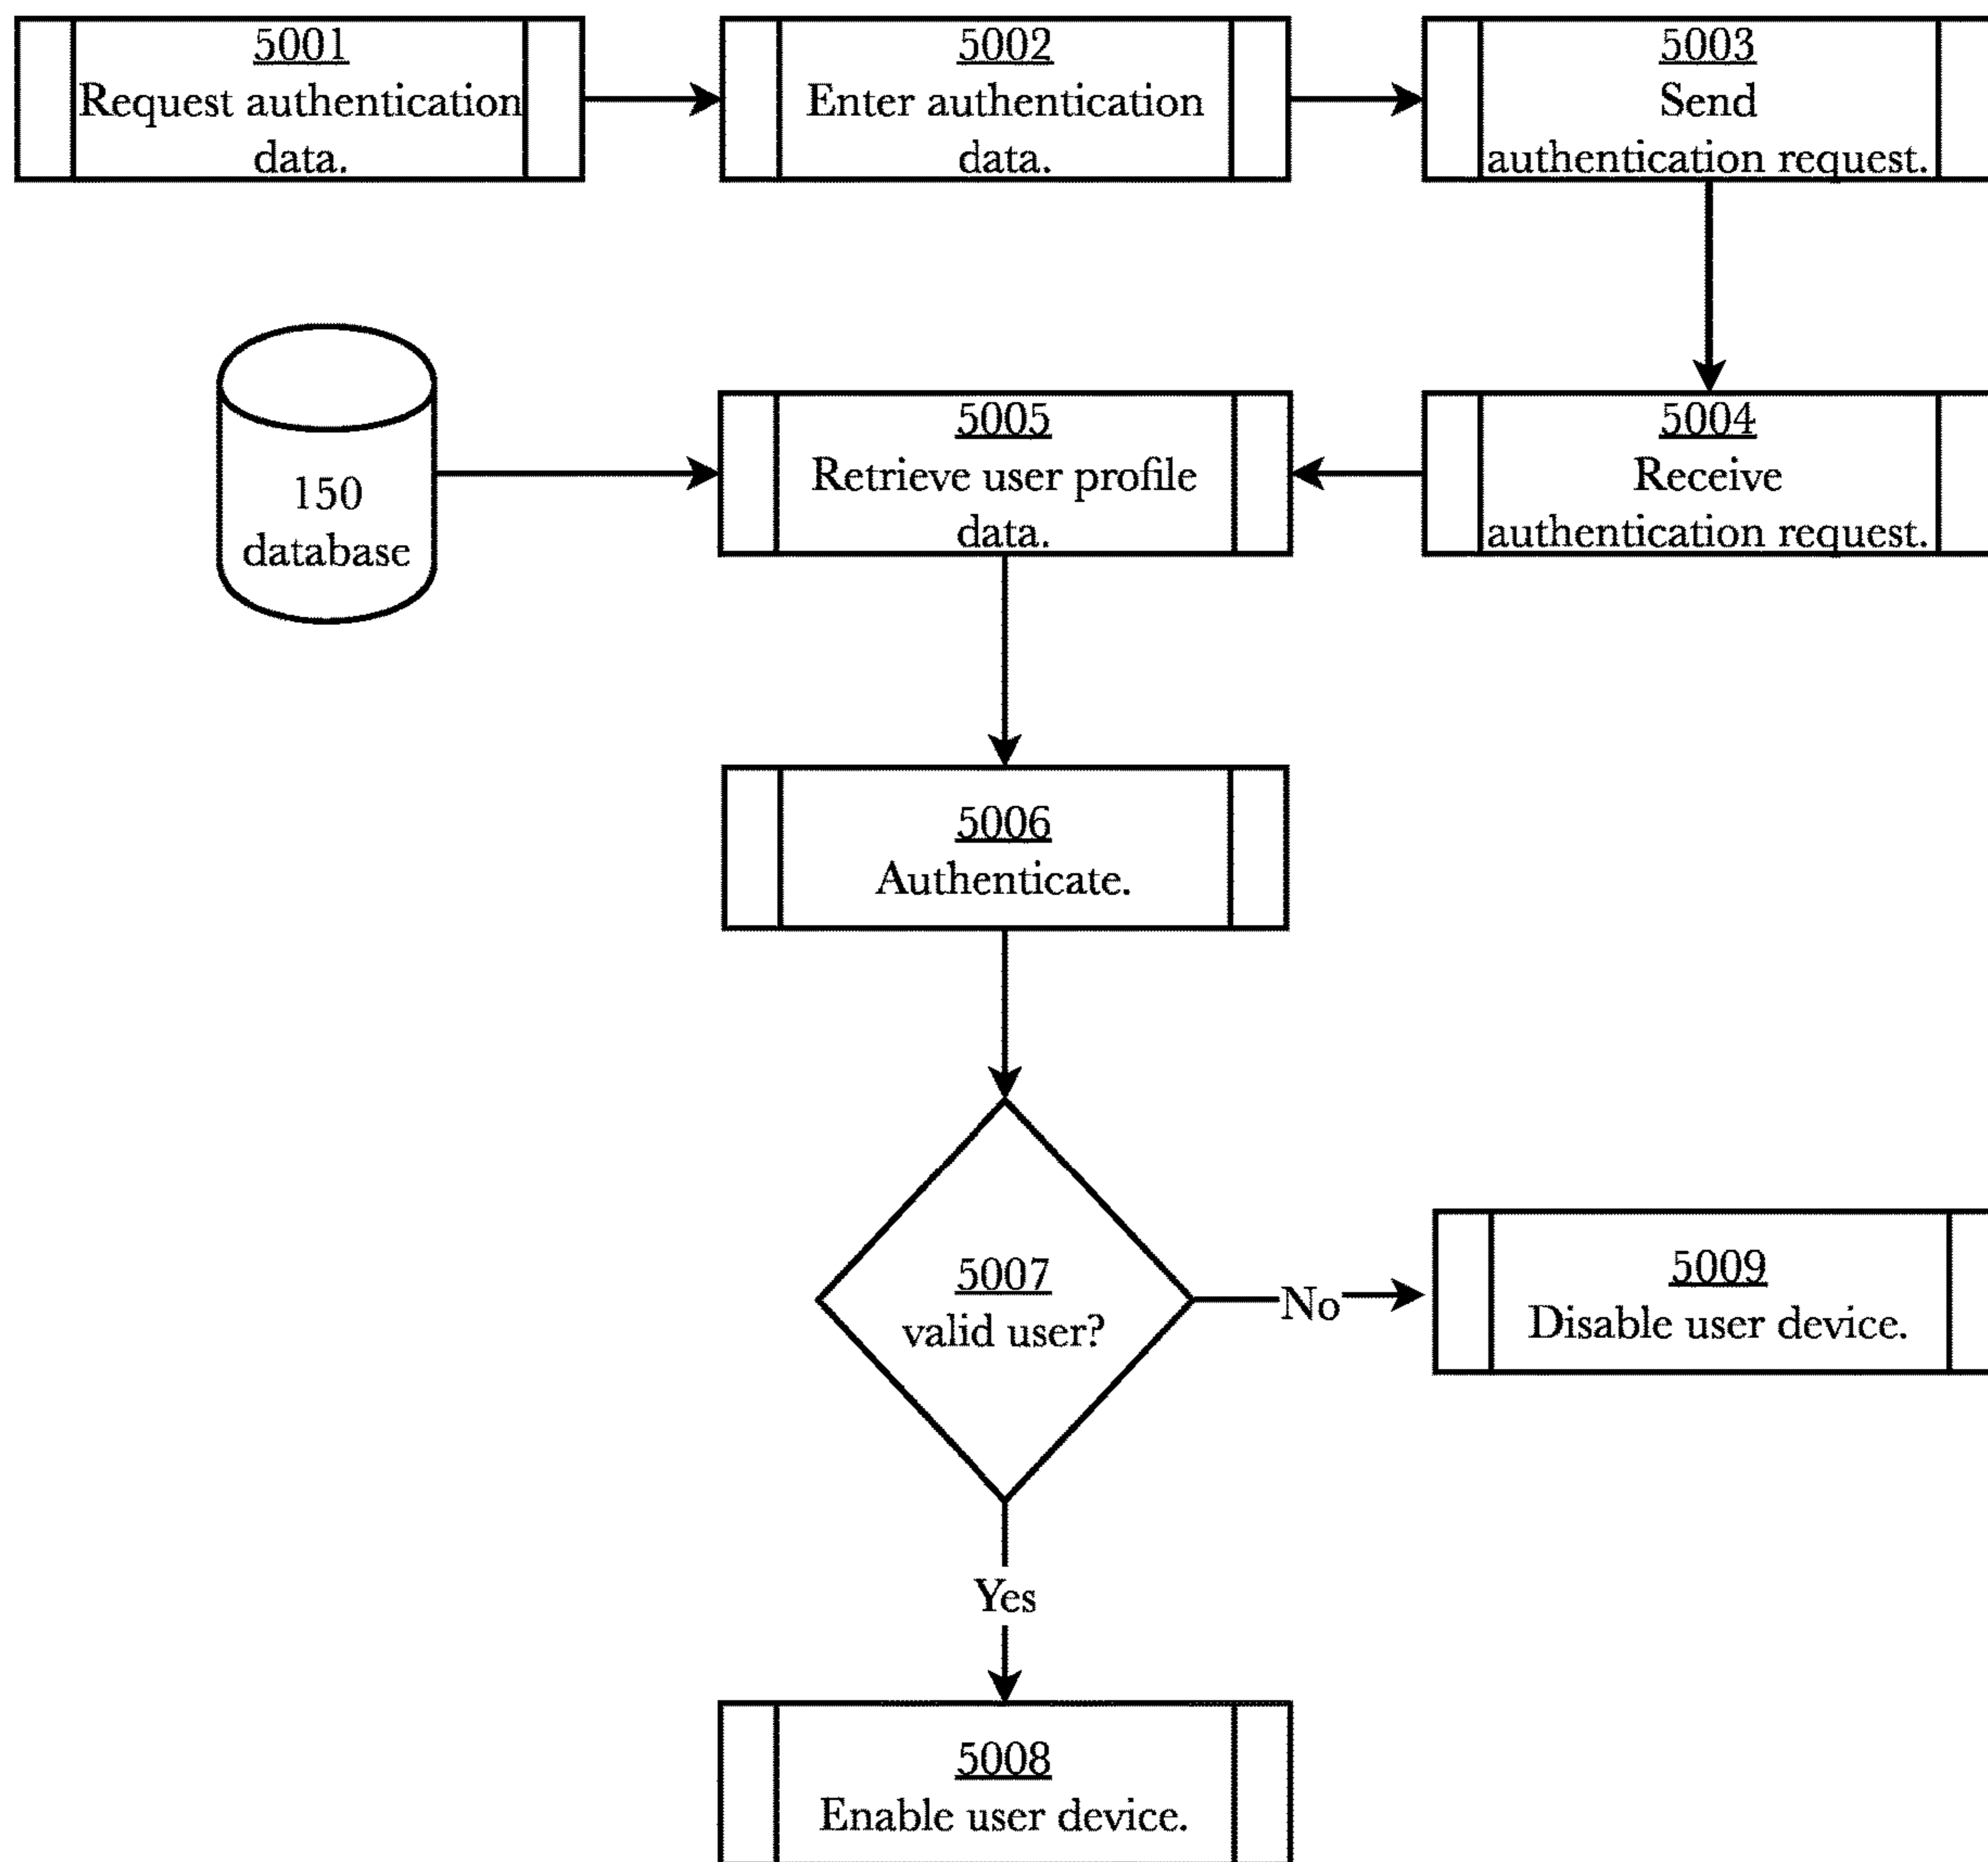 5001
Request authentication
data.
5002
Enter authentication
data.
5003
Send
authentication request.
150
database
5005
Retrieve user profile
data.
5004
Receive
authentication request.
5006
Authenticate.
5007
valid user?
No
5009
Disable user device.
Yes
5008
Enable user device.